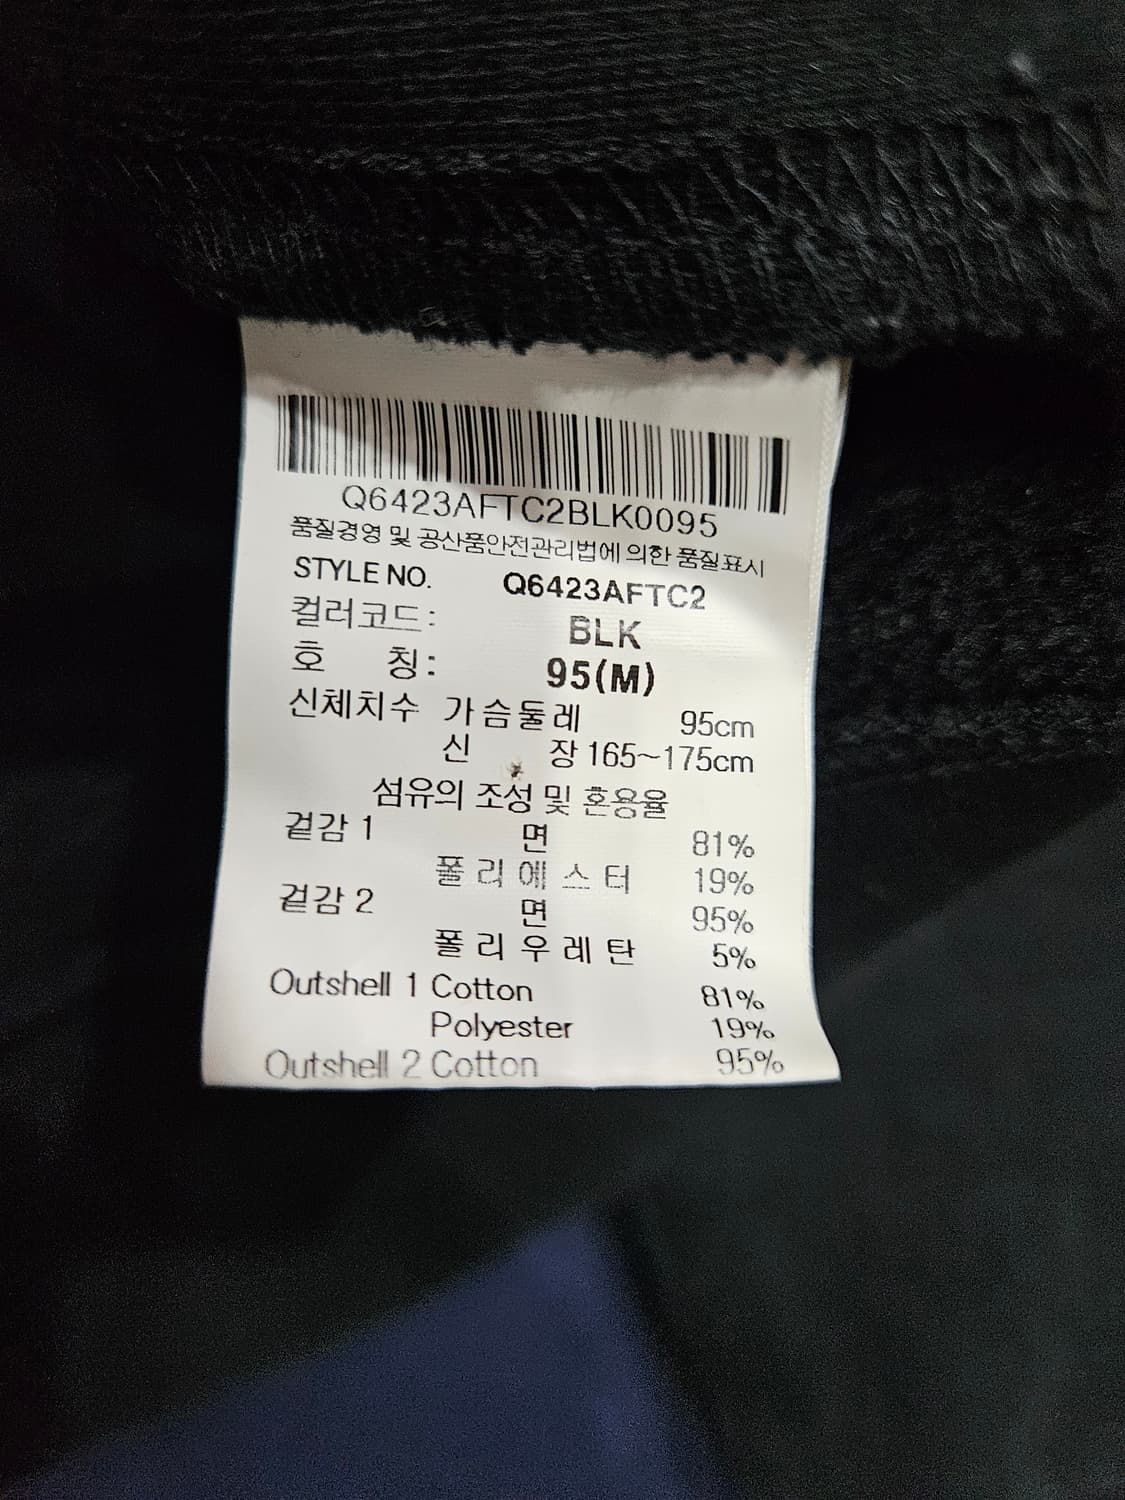 Q6423AFTC2BLK0095
품질경영 및 공산품안전관리법에 의한 품질표시
STYLE NO. Q6423AFTC2
컬러코드: BLK
호 칭: 95(M)
신체치수 가슴둘레 95cm
신 장 165~175cm
섬유의 조성 및 혼용율
겉감 1 면 81%
폴리에스터 19%
겉감 2 면 95%
폴리우레탄 5%
Outshell 1 Cotton 81%
Polyester 19%
Outshell 2 Cotton 95%